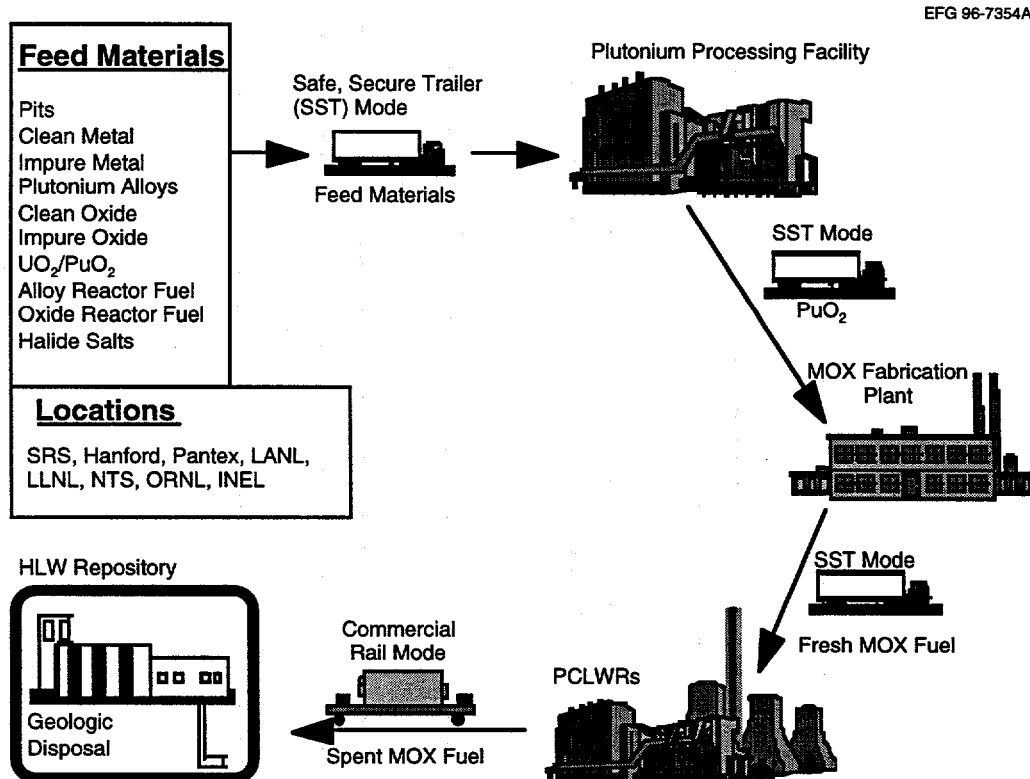 EFG 96-7354A
Feed Materials
Pits
Clean Metal
Impure Metal
Plutonium Alloys
Clean Oxide
Impure Oxide
UO₂/PuO₂
Alloy Reactor Fuel
Oxide Reactor Fuel
Halide Salts
Locations
SRS, Hanford, Pantex, LANL,
LLNL, NTS, ORNL, INEL
Safe, Secure Trailer
(SST) Mode
Feed Materials
Plutonium Processing Facility
SST Mode
PuO₂
MOX Fabrication
Plant
SST Mode
Fresh MOX Fuel
PCLWRs
Commercial
Rail Mode
Spent MOX Fuel
HLW Repository
Geologic
Disposal